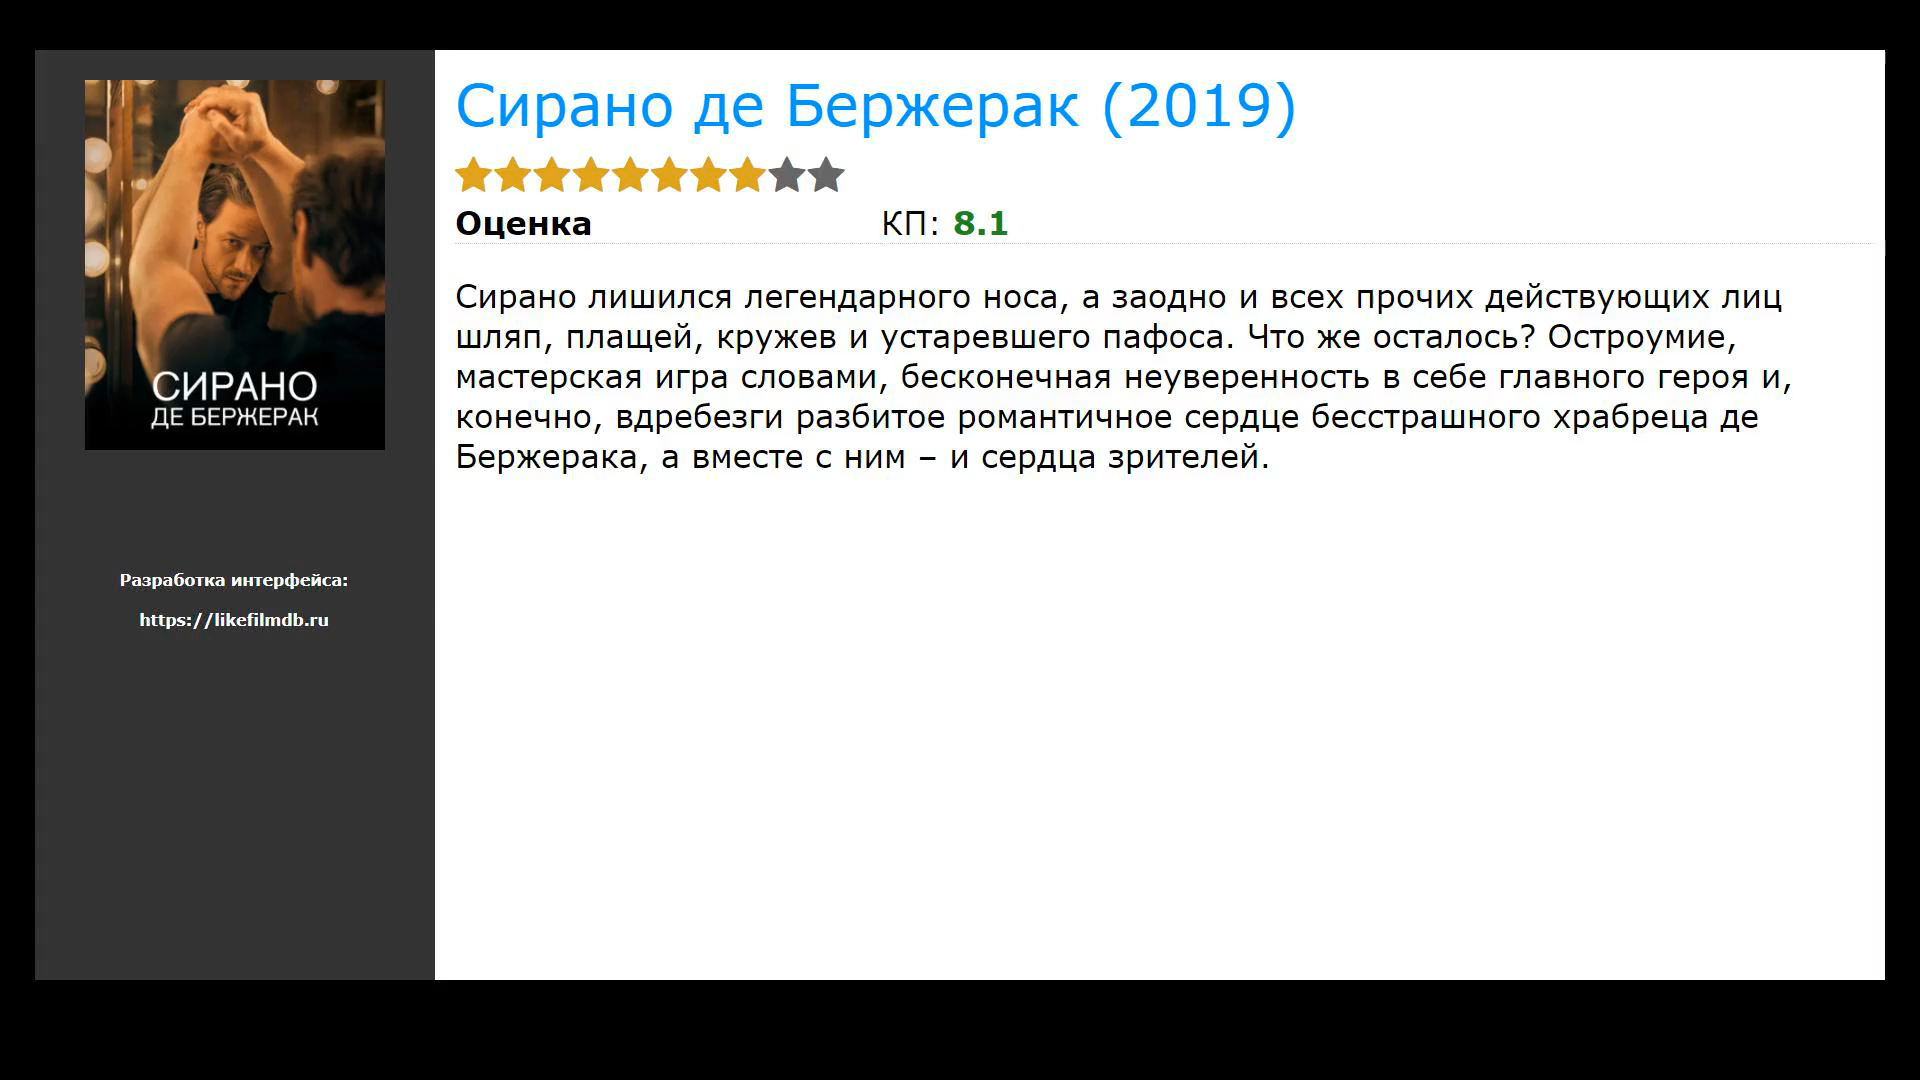 Сирано де Бержерак (2019)
Оценка КП: 8.1
Сирано лишился легендарного носа, а заодно и всех прочих действующих лиц
шляп, плащей, кружев и устаревшего пафоса. Что же осталось? Остроумие,
мастерская игра словами, бесконечная неуверенность в себе главного героя и,
конечно, вдребезги разбитое романтичное сердце бесстрашного храбреца де
Бержерака, а вместе с ним – и сердца зрителей.
СИРАНО
ДЕ БЕРЖЕРАК
Разработка интерфейса:
https://likefilmdb.ru